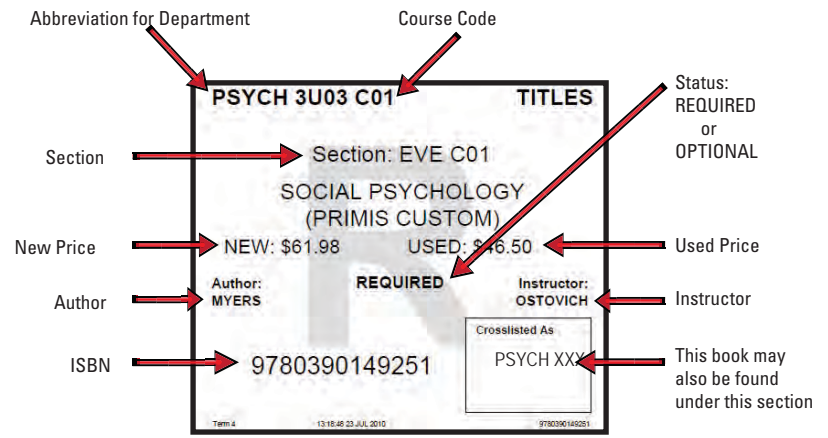 Abbreviation for Department
Course Code
Status:
REQUIRED
or
OPTIONAL
PSYCH 3U03 C01
TITLES
Section
Section: EVE C01
SOCIAL PSYCHOLOGY
(PRIMIS CUSTOM)
New Price
NEW: $61.98
USED: $46.50
Used Price
R
Author
Author:
MYERS
REQUIRED
Instructor:
OSTOVICH
Instructor
ISBN
9780390149251
Crosslisted As
PSYCH XXX
This book may
also be found
under this section
Term 4
13:18:48 23 JUL 2010
9780390149251